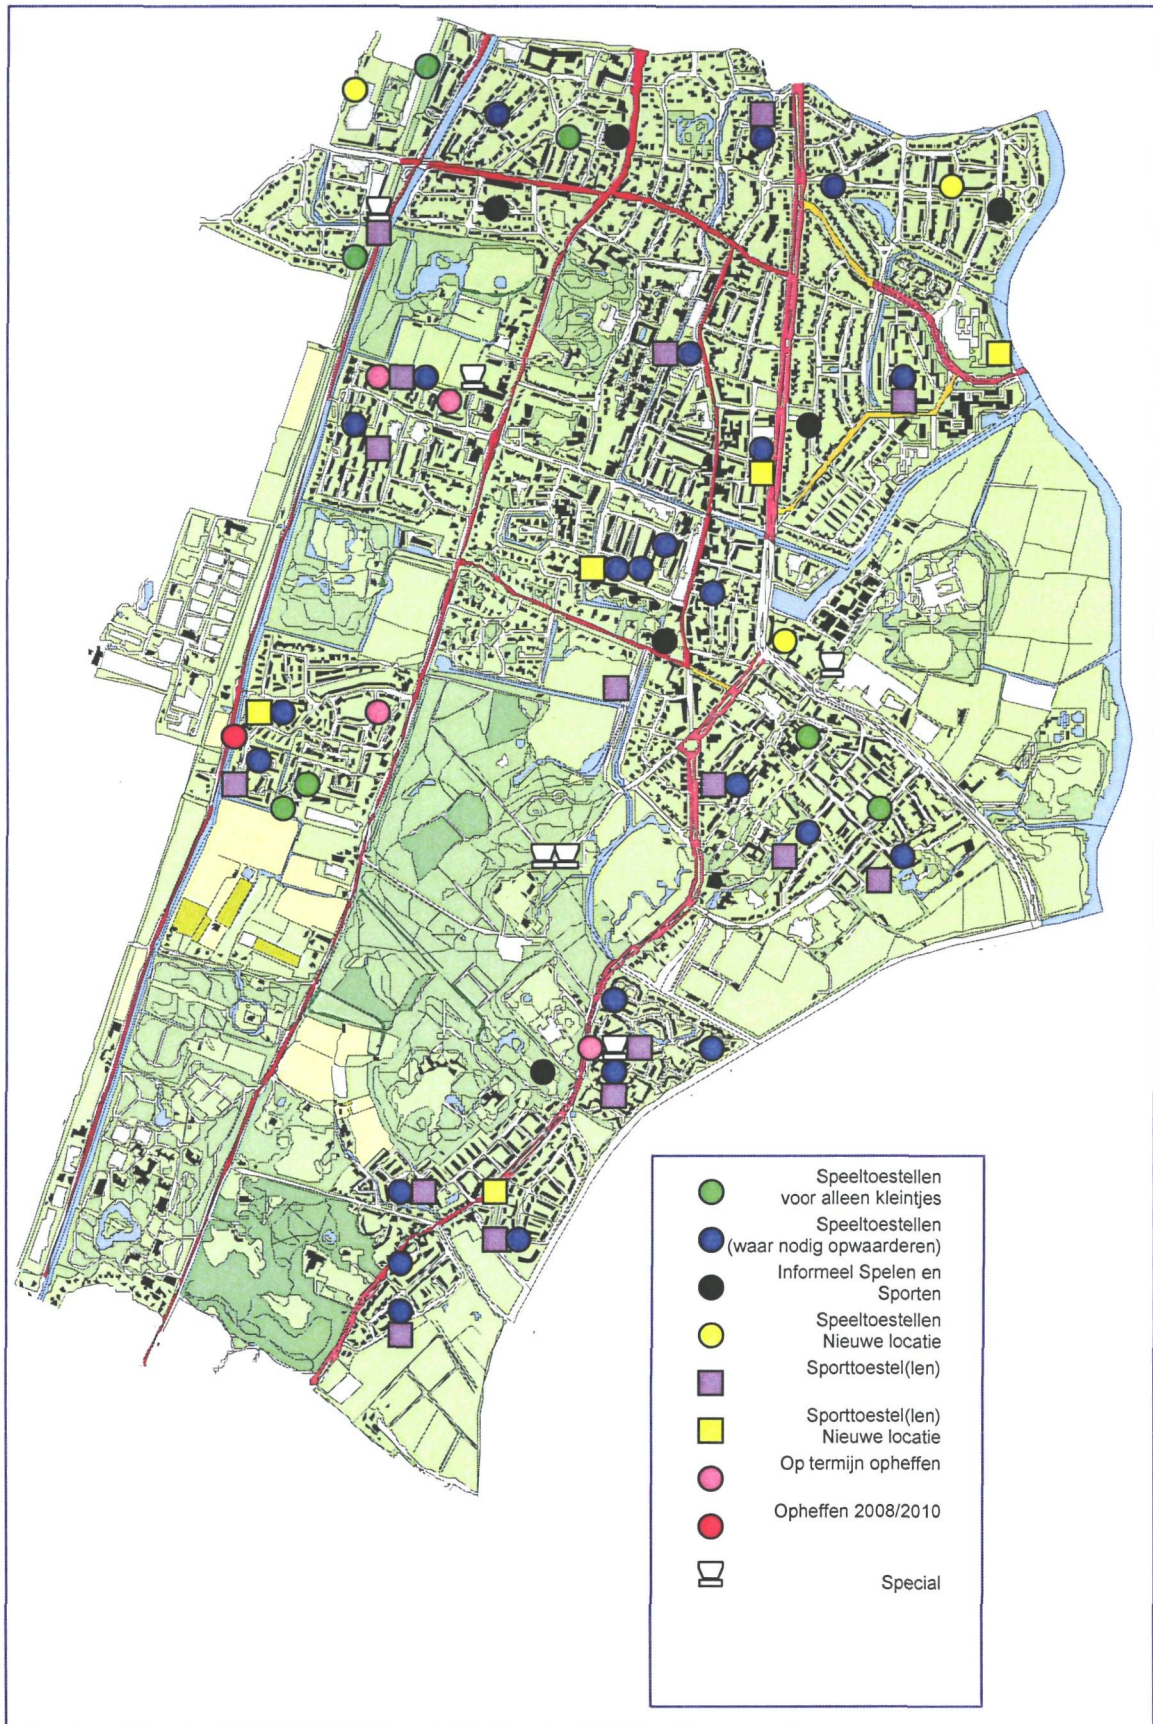 Speeltoestellen
voor alleen kleintjes
Speeltoestellen
(waar nodig opwaarderen)
Informeel Spelen en
Sporten
Speeltoestellen
Nieuwe locatie
Sporttoestel(len)
Sporttoestel(len)
Nieuwe locatie
Op termijn opheffen
Opheffen 2008/2010
Special